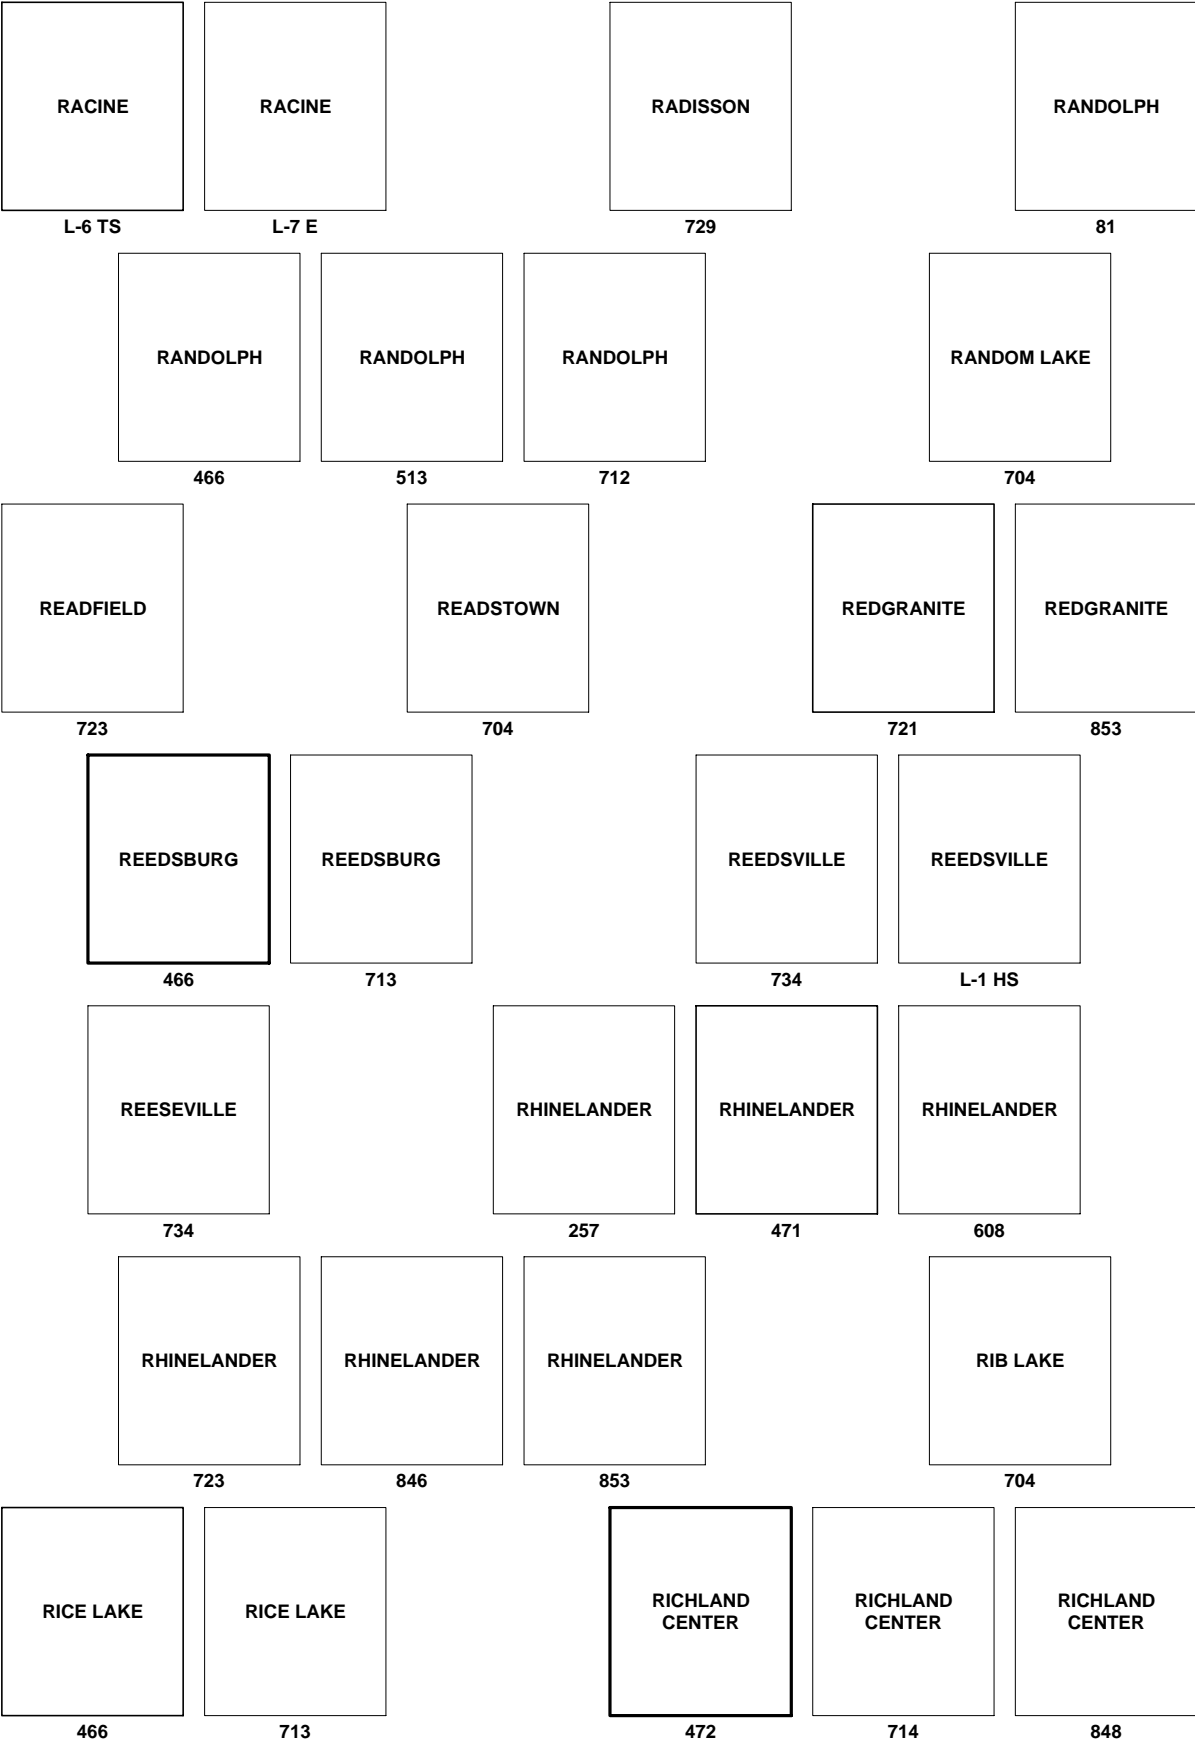 RACINE
RACINE
RADISSON
RANDOLPH
L-6 TS
L-7 E
729
81
RANDOLPH
RANDOLPH
RANDOLPH
RANDOM LAKE
466
513
712
704
READFIELD
READSTOWN
REDGRANITE
REDGRANITE
723
704
721
853
REEDSBURG
REEDSBURG
REEDSVILLE
REEDSVILLE
466
713
734
L-1 HS
REESEVILLE
RHINELANDER
RHINELANDER
RHINELANDER
734
257
471
608
RHINELANDER
RHINELANDER
RHINELANDER
RIB LAKE
723
846
853
704
RICE LAKE
RICE LAKE
RICHLAND
CENTER
RICHLAND
CENTER
RICHLAND
CENTER
466
713
472
714
848